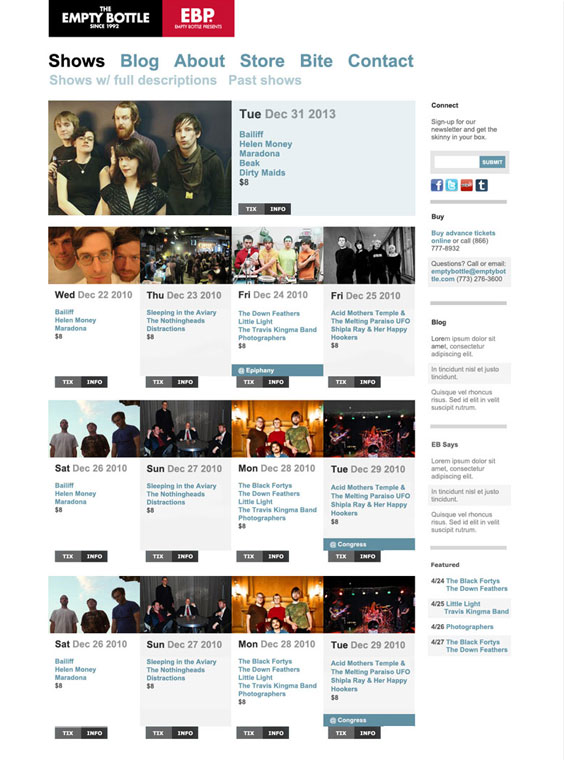 THE
EMPTY BOTTLE
SINCE 1992
EBP.
EMPTY BOTTLE PRESENTS
Shows Blog About Store Bite Contact
Shows w/ full descriptions Past shows
Tue Dec 31 2013
Bailiff
Helen Money
Maradona
Beak
Dirty Maids
$8
TIX INFO
Wed Dec 22 2010
Bailiff
Helen Money
Maradona
$8
TIX INFO
Thu Dec 23 2010
Sleeping in the Aviary
The Nothingheads
Distractions
$8
TIX INFO
Fri Dec 24 2010
The Down Feathers
Little Light
The Travis Kingma Band
Photographers
$8
@ Epiphany
TIX INFO
Fri Dec 25 2010
Acid Mothers Temple &
The Melting Paraiso UFO
Shipla Ray & Her Happy
Hookers
$8
TIX INFO
Sat Dec 26 2010
Bailiff
Helen Money
Maradona
$8
TIX INFO
Sun Dec 27 2010
Sleeping in the Aviary
The Nothingheads
Distractions
$8
TIX INFO
Mon Dec 28 2010
The Black Fortys
The Down Feathers
Little Light
The Travis Kingma Band
Photographers
$8
TIX INFO
Tue Dec 29 2010
Acid Mothers Temple &
The Melting Paraiso UFO
Shipla Ray & Her Happy
Hookers
$8
@ Congress
TIX INFO
Sat Dec 26 2010
Bailiff
Helen Money
Maradona
$8
TIX INFO
Sun Dec 27 2010
Sleeping in the Aviary
The Nothingheads
Distractions
$8
TIX INFO
Mon Dec 28 2010
The Black Fortys
The Down Feathers
Little Light
The Travis Kingma Band
Photographers
$8
TIX INFO
Tue Dec 29 2010
Acid Mothers Temple &
The Melting Paraiso UFO
Shipla Ray & Her Happy
Hookers
$8
@ Congress
TIX INFO
Connect
Sign-up for our
newsletter and get the
skinny in your box.
SUBMIT
Buy
Buy advance tickets
online or call (866)
777-8932
Questions? Call or email:
emptybottle@emptybot
tle.com (773) 276-3600
Blog
Lorem ipsum dolor sit
amet, consectetur
adipiscing elit.
In tincidunt nisl et justo
tincidunt.
Quisque vel rhoncus
risus. Sed id elit in velit
suscipit rutrum.
EB Says
Lorem ipsum dolor sit
amet, consectetur
adipiscing elit.
In tincidunt nisl et justo
tincidunt.
Quisque vel rhoncus
risus. Sed id elit in velit
suscipit rutrum.
Featured
4/24 The Black Fortys
The Down Feathers
4/25 Little Light
Travis Kingma Band
4/26 Photographers
4/27 The Black Fortys
The Down Feathers